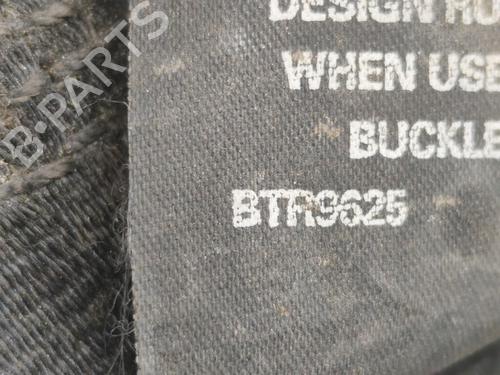 DESIGN
WHEN USE
BUCKLE
BTR9625
B-PARTS